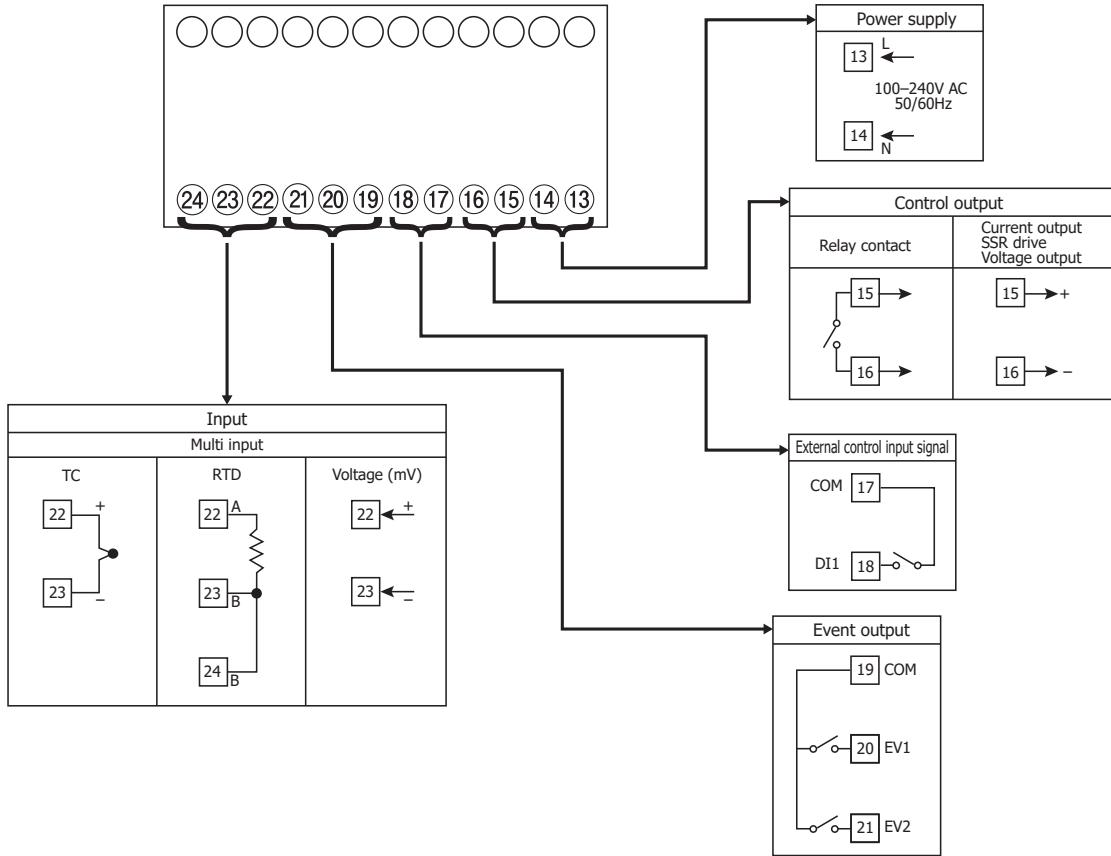 24 23 22 21 20 19 18 17 16 15 14 13
Power supply
13 L
100–240V AC
50/60Hz
14 N
Control output
Relay contact
Current output
SSR drive
Voltage output
15
15 +
16
16 –
Input
Multi input
TC
RTD
Voltage (mV)
22 +
22 A
22 +
23 –
23 B
23 –
24 B
External control input signal
COM 17
DI1 18
Event output
19 COM
20 EV1
21 EV2